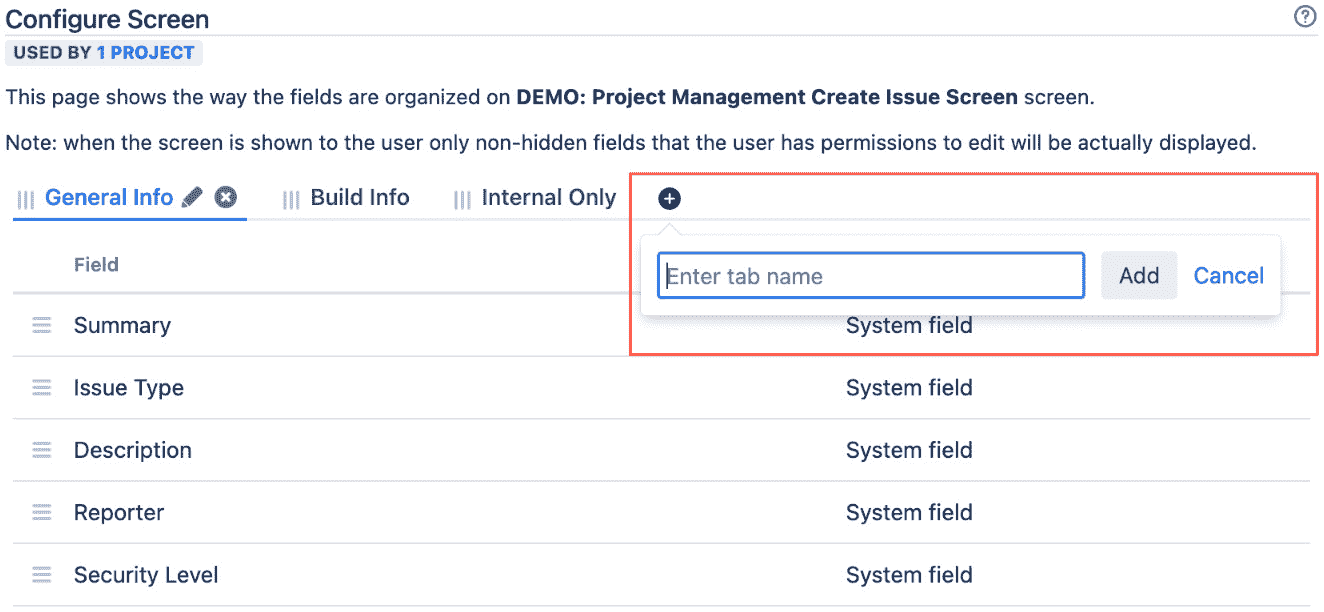 Configure Screen
USED BY 1 PROJECT
This page shows the way the fields are organized on DEMO: Project Management Create Issue Screen screen.
Note: when the screen is shown to the user only non-hidden fields that the user has permissions to edit will be actually displayed.
General Info Build Info Internal Only
Field
Enter tab name Add Cancel
Summary System field
Issue Type System field
Description System field
Reporter System field
Security Level System field